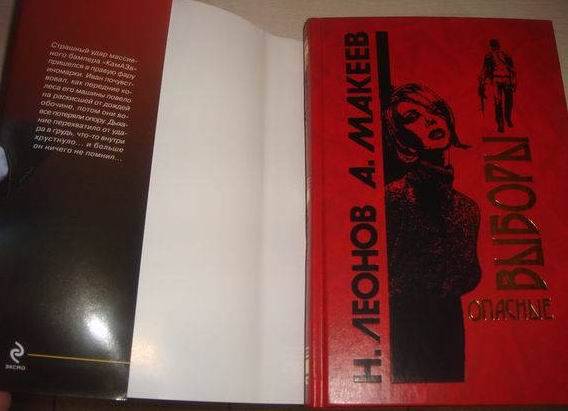 Страшный удар массив-
ного бампера «КамАЗа»
пришелся в правую фару
иномарки. Иван почувст-
вовал, как передние ко-
леса его машины повело
на раскисшей от дождей
обочине, потом они во-
все потеряли опору. Дыха-
ние перехватило от уда-
ра в грудь, что-то внутри
хрустнуло... и больше
он ничего не помнил...
ЭКСМО
Н. ЛЕОНОВ А. МАКЕЕВ
ОПАСНЫЕ
ВЫБОРЫ